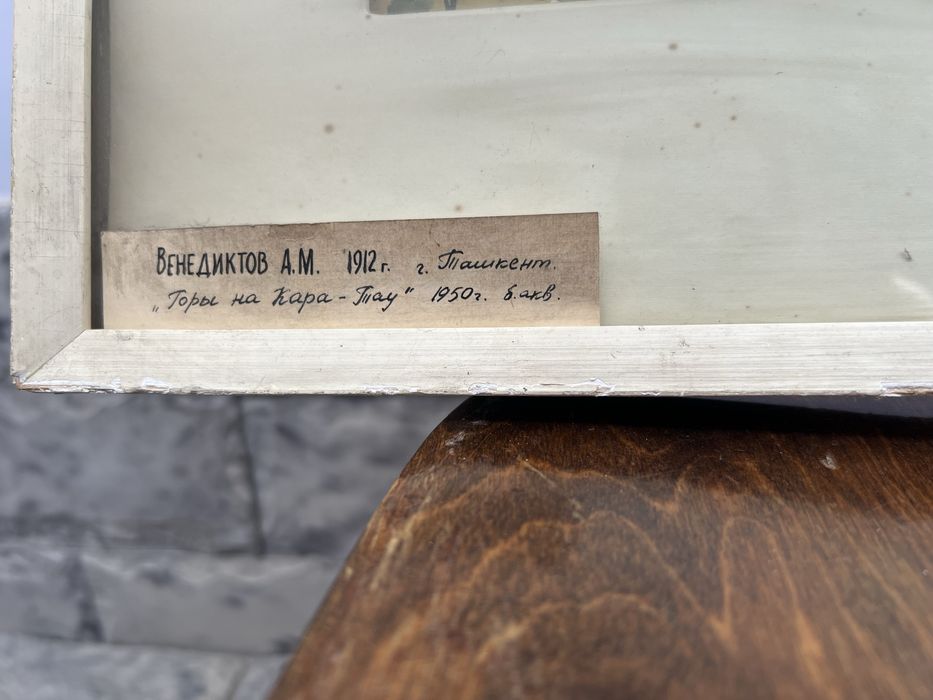 ВЕНЕДИКТОВ А.М. 1912г. г. Ташкент.
„Горы на Кара-Тау“ 1950г. б. акв.